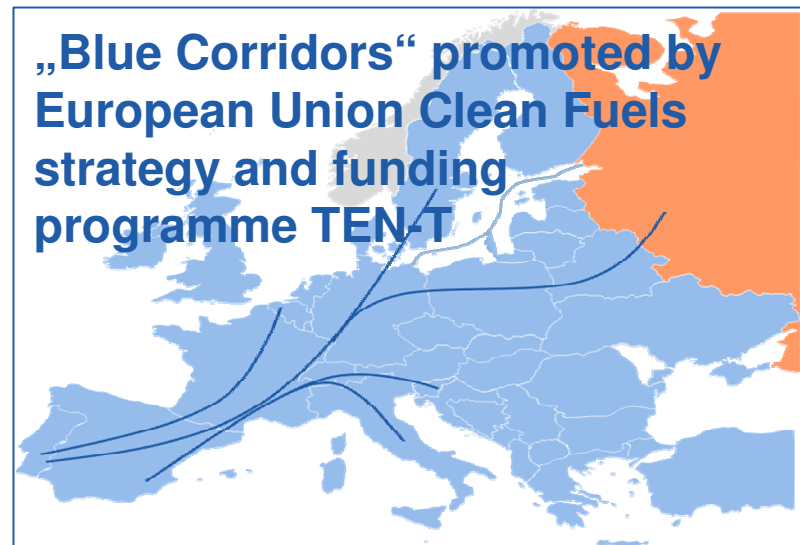 „Blue Corridors“ promoted by
European Union Clean Fuels
strategy and funding
programme TEN-T